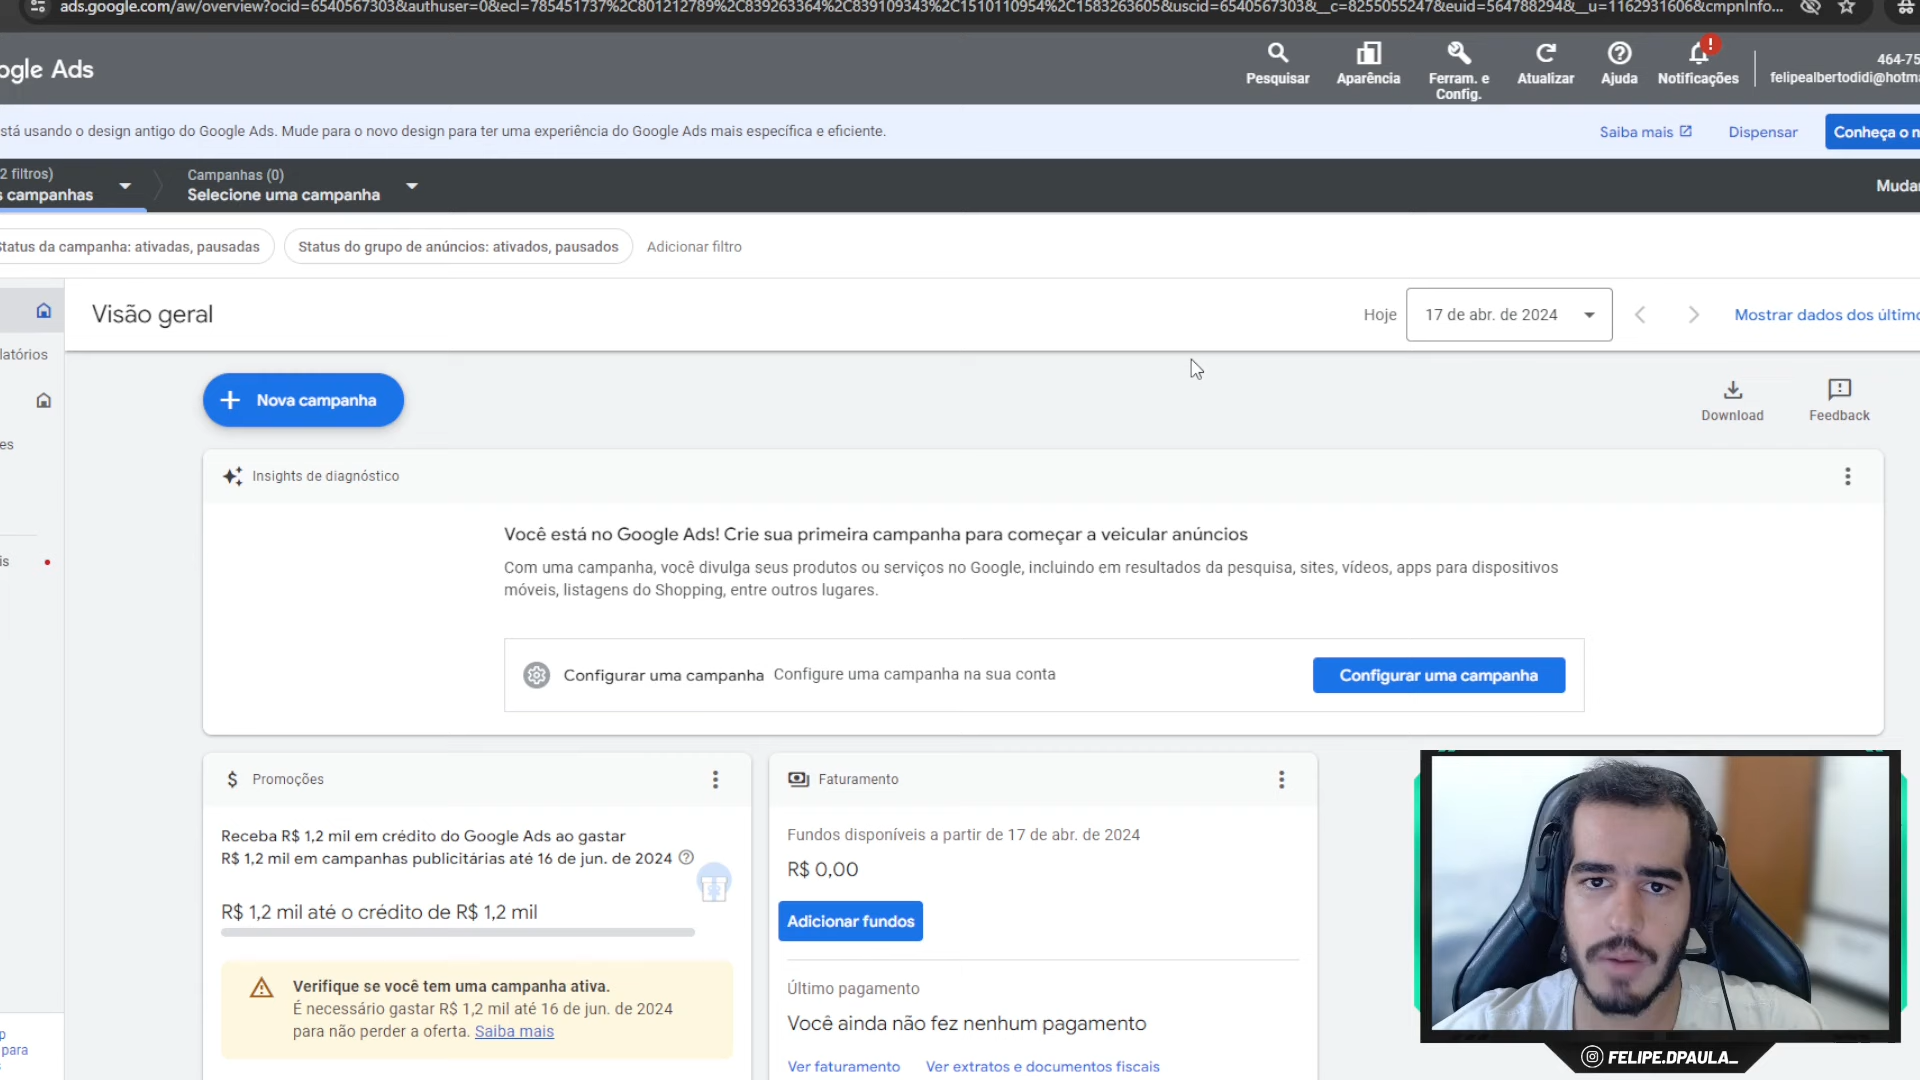 ads.google.com/aw/overview?ocid=6540567303&authuser=0&ecl=785451737%2C801212789%2C839263364%2C839109343%2C1510110954%2C1583263605&uscid=6540567303&__c=8255055247&euid=564788294&__u=1162931606&cmpnInfo...
ogle Ads
Pesquisar
Aparência
Ferram. e
Config.
Atualizar
Ajuda
Notificações
464-75
felipealbertodidi@hotma
stá usando o design antigo do Google Ads. Mude para o novo design para ter uma experiência do Google Ads mais específica e eficiente.
Saiba mais
Dispensar
Conheça o n
2 filtros)
s campanhas
Campanhas (0)
Selecione uma campanha
Mudar
Status da campanha: ativadas, pausadas
Status do grupo de anúncios: ativados, pausados
Adicionar filtro
Visão geral
Hoje
17 de abr. de 2024
Mostrar dados dos último
latórios
es
is
Nova campanha
Download
Feedback
Insights de diagnóstico
Você está no Google Ads! Crie sua primeira campanha para começar a veicular anúncios
Com uma campanha, você divulga seus produtos ou serviços no Google, incluindo em resultados da pesquisa, sites, vídeos, apps para dispositivos
móveis, listagens do Shopping, entre outros lugares.
Configurar uma campanha
Configure uma campanha na sua conta
Configurar uma campanha
Promoções
Receba R$ 1,2 mil em crédito do Google Ads ao gastar
R$ 1,2 mil em campanhas publicitárias até 16 de jun. de 2024
R$ 1,2 mil até o crédito de R$ 1,2 mil
Verifique se você tem uma campanha ativa.
É necessário gastar R$ 1,2 mil até 16 de jun. de 2024
para não perder a oferta. Saiba mais
Faturamento
Fundos disponíveis a partir de 17 de abr. de 2024
R$ 0,00
Adicionar fundos
Último pagamento
Você ainda não fez nenhum pagamento
Ver faturamento
Ver extratos e documentos fiscais
p
para
FELIPE.DPAULA_